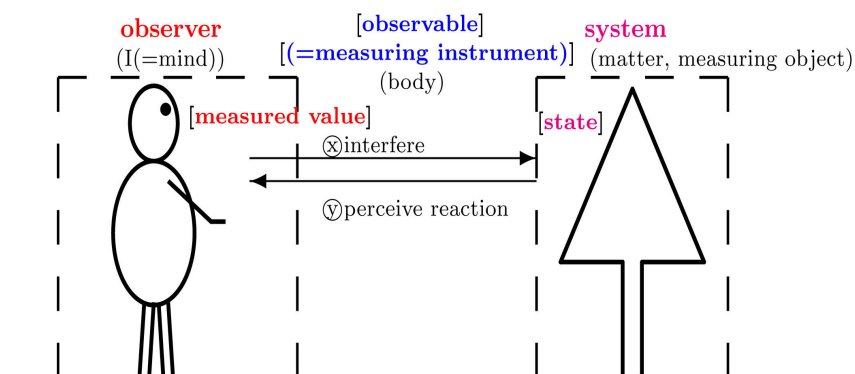 observer
(I(=mind))
[observable]
[(=measuring instrument)]
(body)
system
(matter, measuring object)
[measured value]
[state]
ⓧinterfere
ⓨperceive reaction